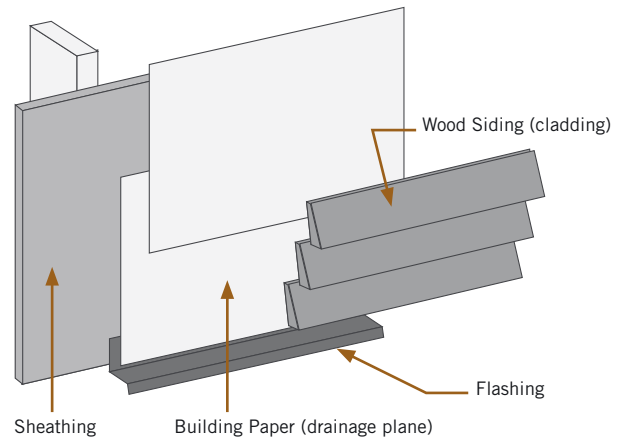 Wood Siding (cladding)
Flashing
Sheathing
Building Paper (drainage plane)